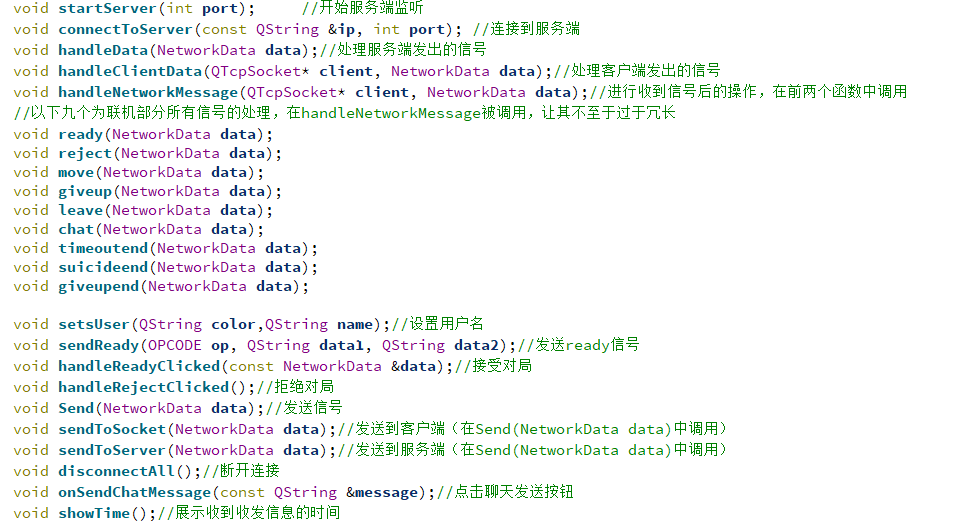 void startServer(int port);     //开始服务端监听
void connectToServer(const QString &ip, int port); //连接到服务端
void handleData(NetworkData data);//处理服务端发出的信号
void handleClientData(QTcpSocket* client, NetworkData data);//处理客户端发出的信号
void handleNetworkMessage(QTcpSocket* client, NetworkData data);//进行收到信号后的操作，在前两个函数中调用
//以下九个为联机部分所有信号的处理，在handleNetworkMessage被调用，让其不至于过于冗长
void ready(NetworkData data);
void reject(NetworkData data);
void move(NetworkData data);
void giveup(NetworkData data);
void leave(NetworkData data);
void chat(NetworkData data);
void timeoutend(NetworkData data);
void suicideend(NetworkData data);
void giveupend(NetworkData data);
void setsUser(QString color,QString name);//设置用户名
void sendReady(OPCODE op, QString data1, QString data2);//发送ready信号
void handleReadyClicked(const NetworkData &data);//接受对局
void handleRejectClicked();//拒绝对局
void Send(NetworkData data);//发送信号
void sendToSocket(NetworkData data);//发送到客户端（在Send(NetworkData data)中调用）
void sendToServer(NetworkData data);//发送到服务端（在Send(NetworkData data)中调用）
void disconnectAll();//断开连接
void onSendChatMessage(const QString &message);//点击聊天发送按钮
void showTime();//展示收到收发信息的时间